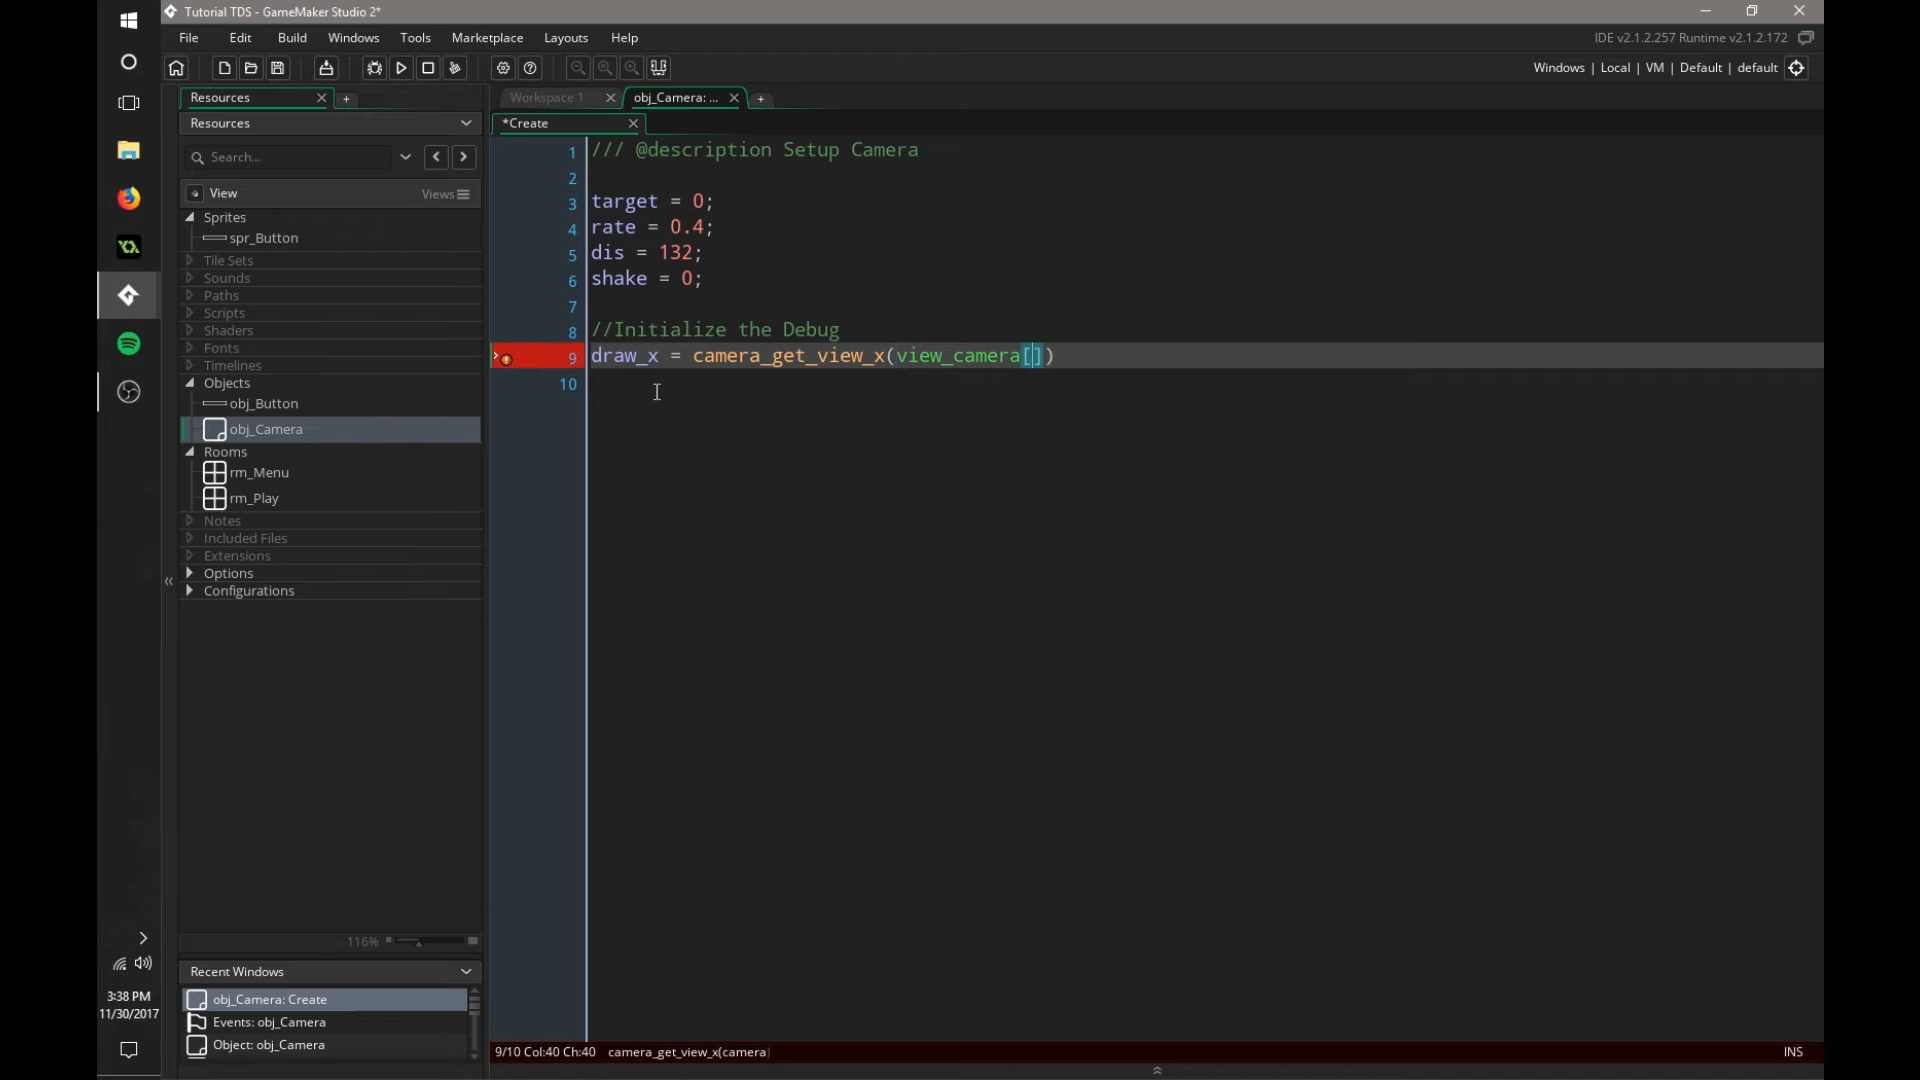 Tutorial TDS - GameMaker Studio 2*
File Edit Build Windows Tools Marketplace Layouts Help
IDE v2.1.2.257 Runtime v2.1.2.172
Windows | Local | VM | Default | default
Resources
Workspace 1
obj_Camera: ...
Resources
*Create
Search...
View
Views
Sprites
spr_Button
Tile Sets
Sounds
Paths
Scripts
Shaders
Fonts
Timelines
Objects
obj_Button
obj_Camera
Rooms
rm_Menu
rm_Play
Notes
Included Files
Extensions
Options
Configurations
116%
Recent Windows
obj_Camera: Create
Events: obj_Camera
Object: obj_Camera
1 /// @description Setup Camera
2
3 target = 0;
4 rate = 0.4;
5 dis = 132;
6 shake = 0;
7
8 //Initialize the Debug
9 draw_x = camera_get_view_x(view_camera[])
10
9/10 Col:40 Ch:40 camera_get_view_x(camera)
INS
3:38 PM
11/30/2017